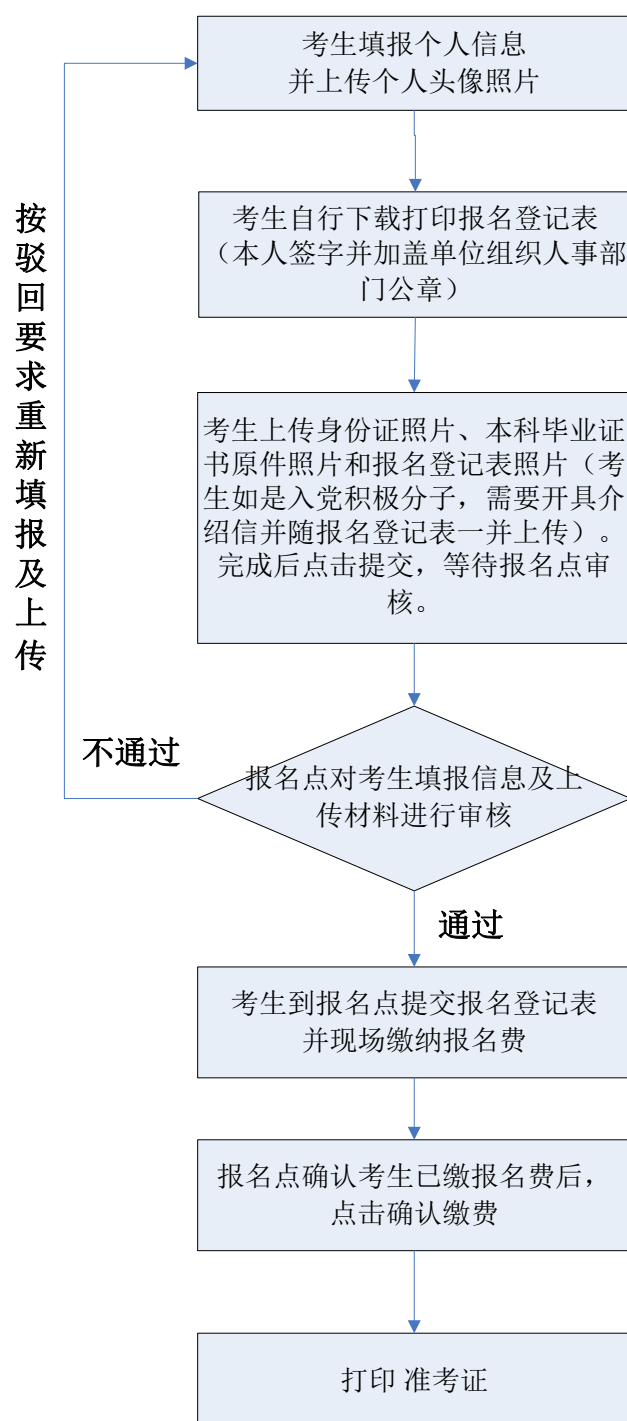 考生填报个人信息
并上传个人头像照片
考生自行下载打印报名登记表
（本人签字并加盖单位组织人事部
门公章）
按驳回要求重新填报及上传
考生上传身份证照片、本科毕业证
书原件照片和报名登记表照片（考
生如是入党积极分子，需要开具介
绍信并随报名登记表一并上传）。
完成后点击提交，等待报名点审
核。
不通过
报名点对考生填报信息及上
传材料进行审核
通过
考生到报名点提交报名登记表
并现场缴纳报名费
报名点确认考生已缴报名费后，
点击确认缴费
打印 准考证